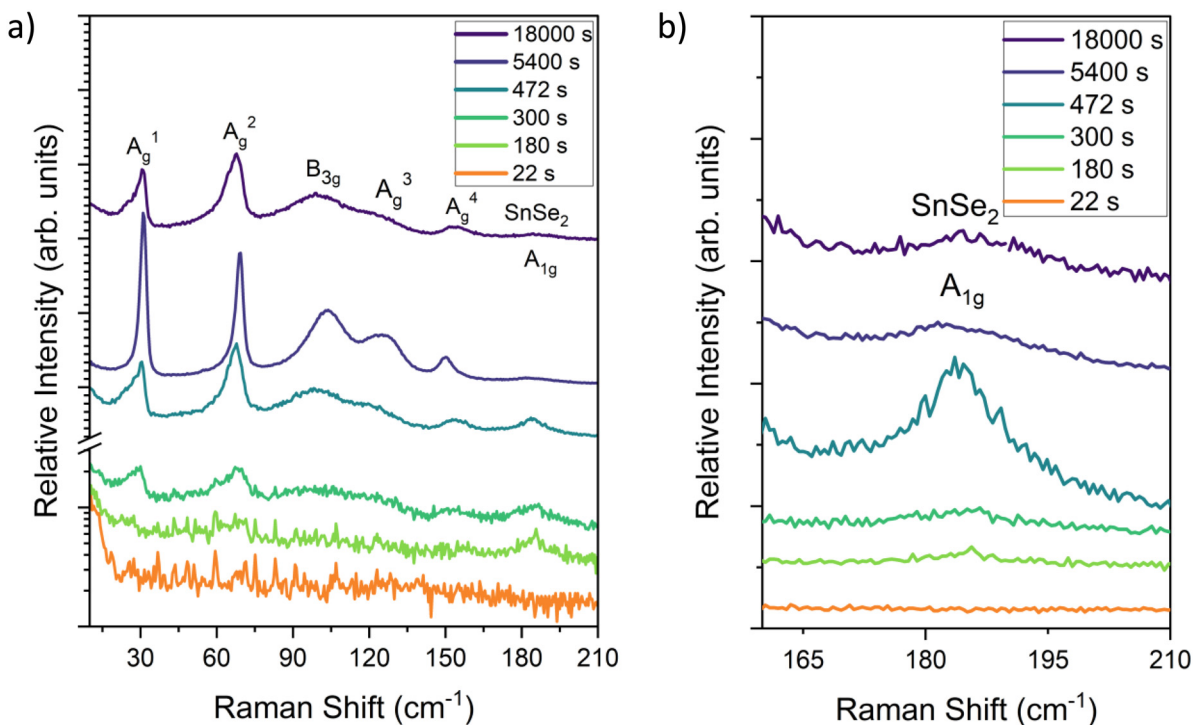 a)
18000 s
5400 s
472 s
300 s
180 s
22 s
A_g^1
A_g^2
B_3g
A_g^3
A_g^4
SnSe_2
A_1g
Relative Intensity (arb. units)
30 60 90 120 150 180 210
Raman Shift (cm^-1)
b)
18000 s
5400 s
472 s
300 s
180 s
22 s
SnSe_2
A_1g
Relative Intensity (arb. units)
165 180 195 210
Raman Shift (cm^-1)